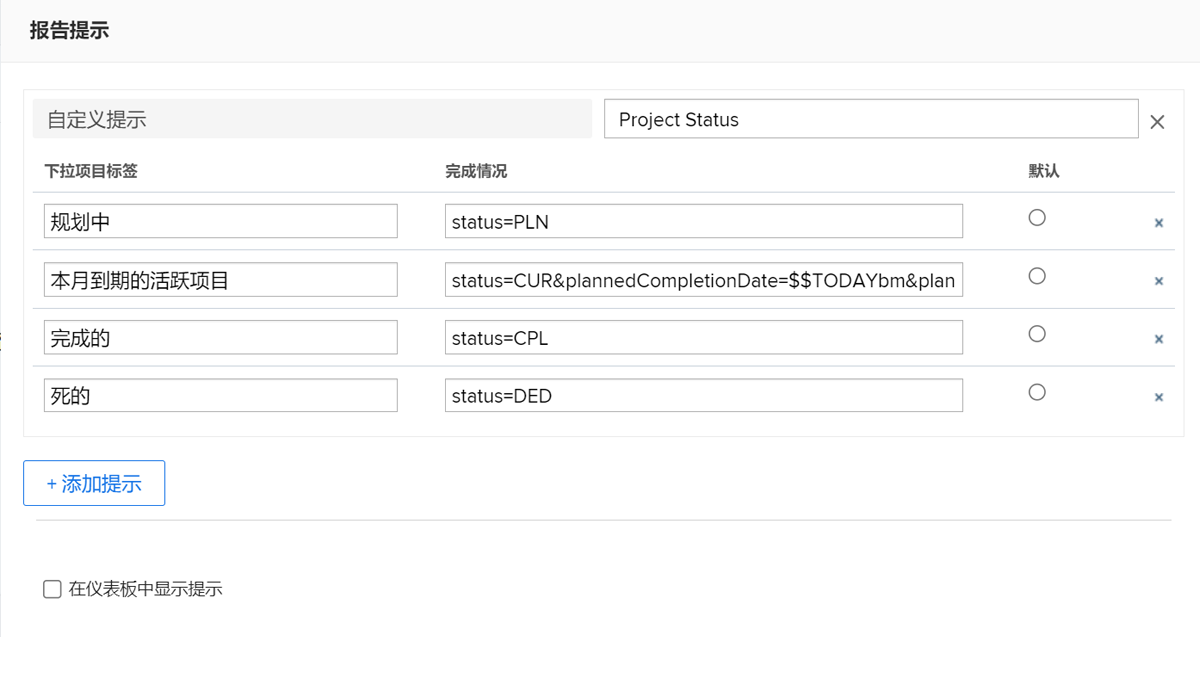 报告提示
自定义提示 Project Status
下拉项目标签 完成情况 默认
规划中 status=PLN
本月到期的活跃项目 status=CUR&plannedCompletionDate=$$TODAYbm&plan
完成的 status=CPL
死的 status=DED
+ 添加提示
在仪表板中显示提示